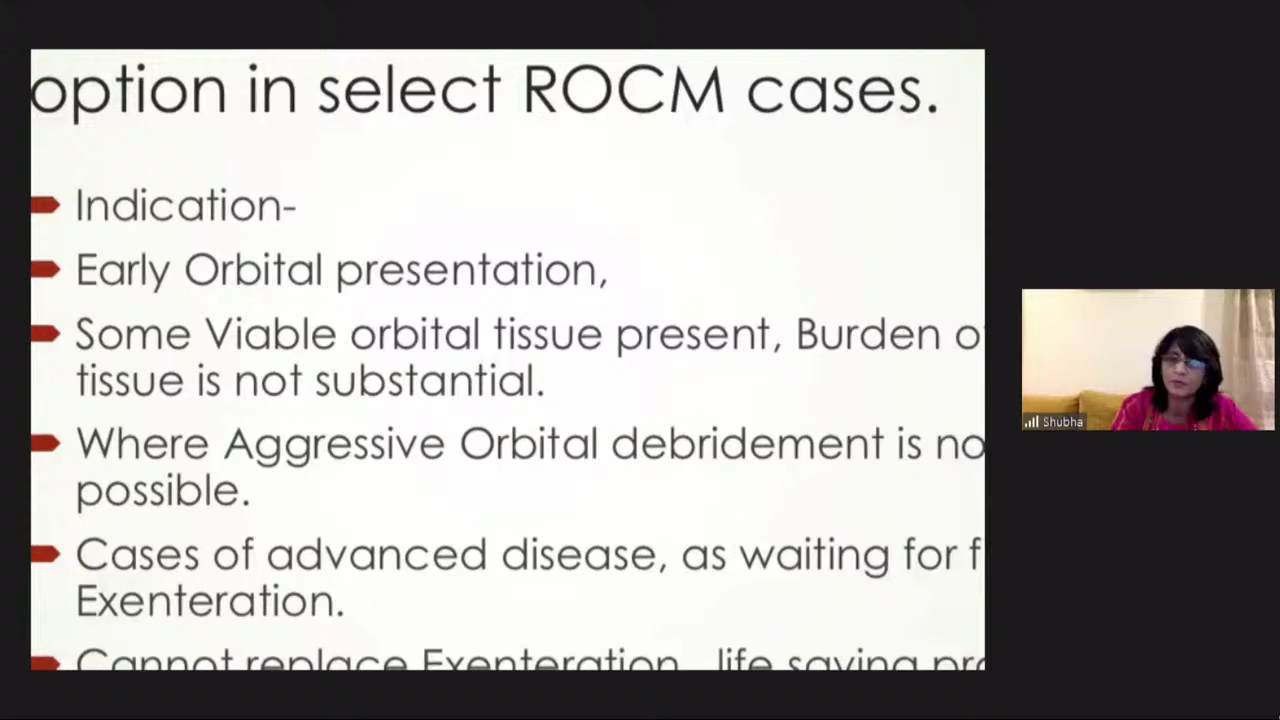 option in select ROCM cases.
Indication-
Early Orbital presentation,
Some Viable orbital tissue present, Burden
tissue is not substantial.
Where Aggressive Orbital debridement is
possible.
Cases of advanced disease, as waiting for
Exenteration.
Cannot replace Exenteration life saving
Shubha